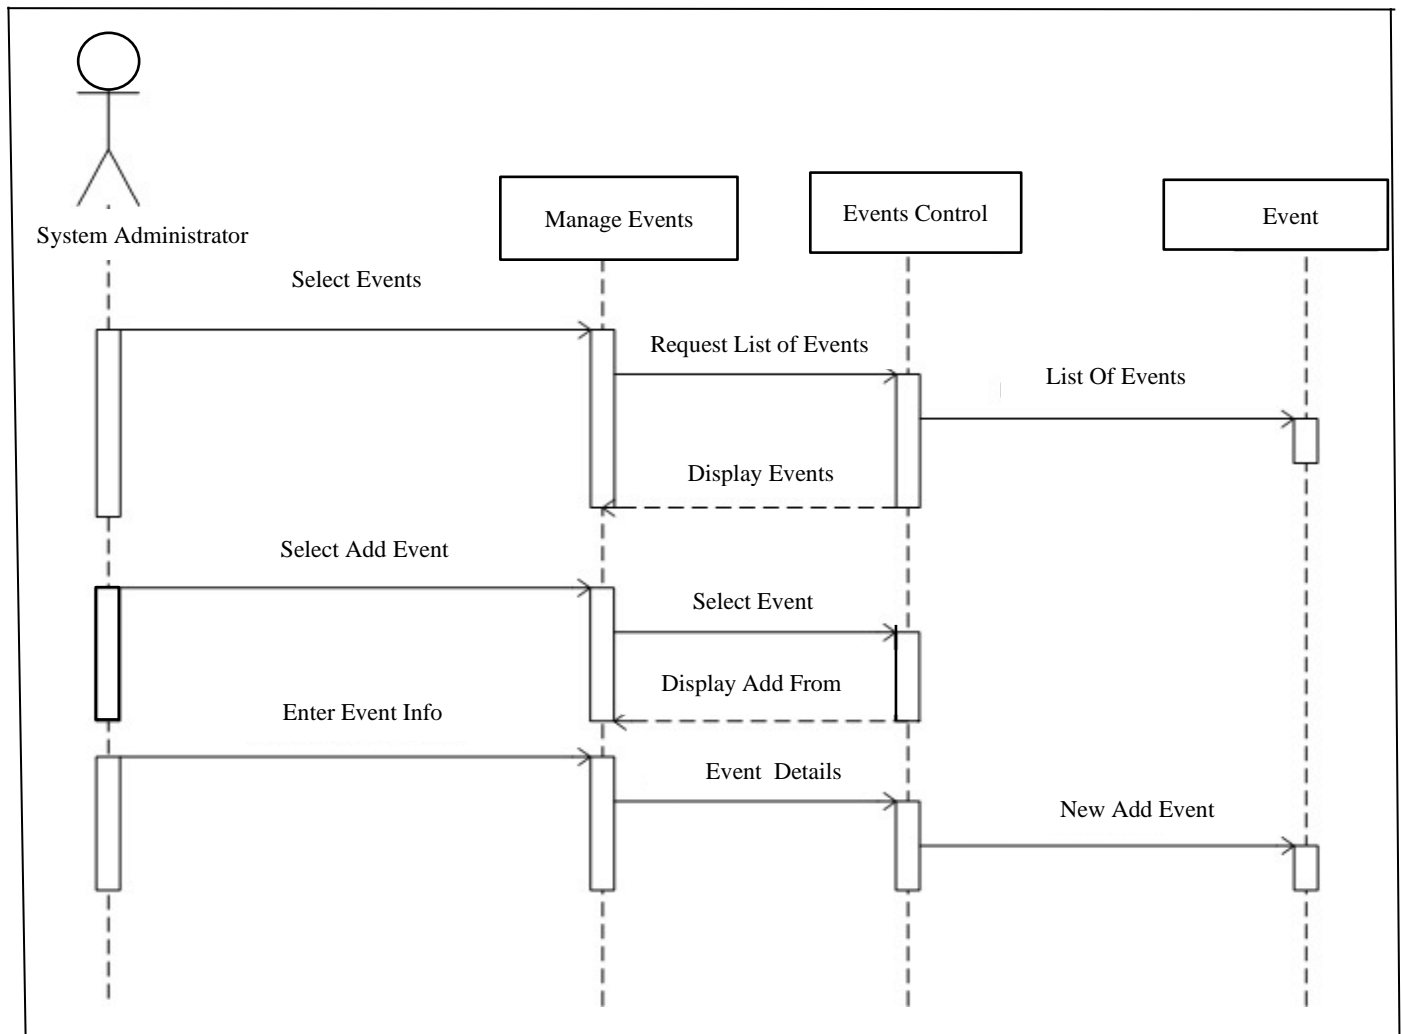 System Administrator
Manage Events
Events Control
Event
Select Events
Request List of Events
List Of Events
Display Events
Select Add Event
Select Event
Display Add From
Enter Event Info
Event Details
New Add Event